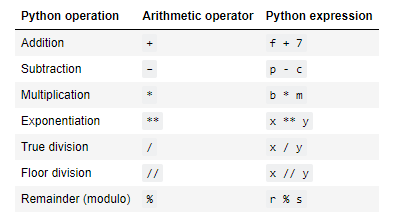 Python operation Arithmetic operator Python expression
Addition + f + 7
Subtraction - p - c
Multiplication * b * m
Exponentiation ** x ** y
True division / x / y
Floor division // x // y
Remainder (modulo) % r % s